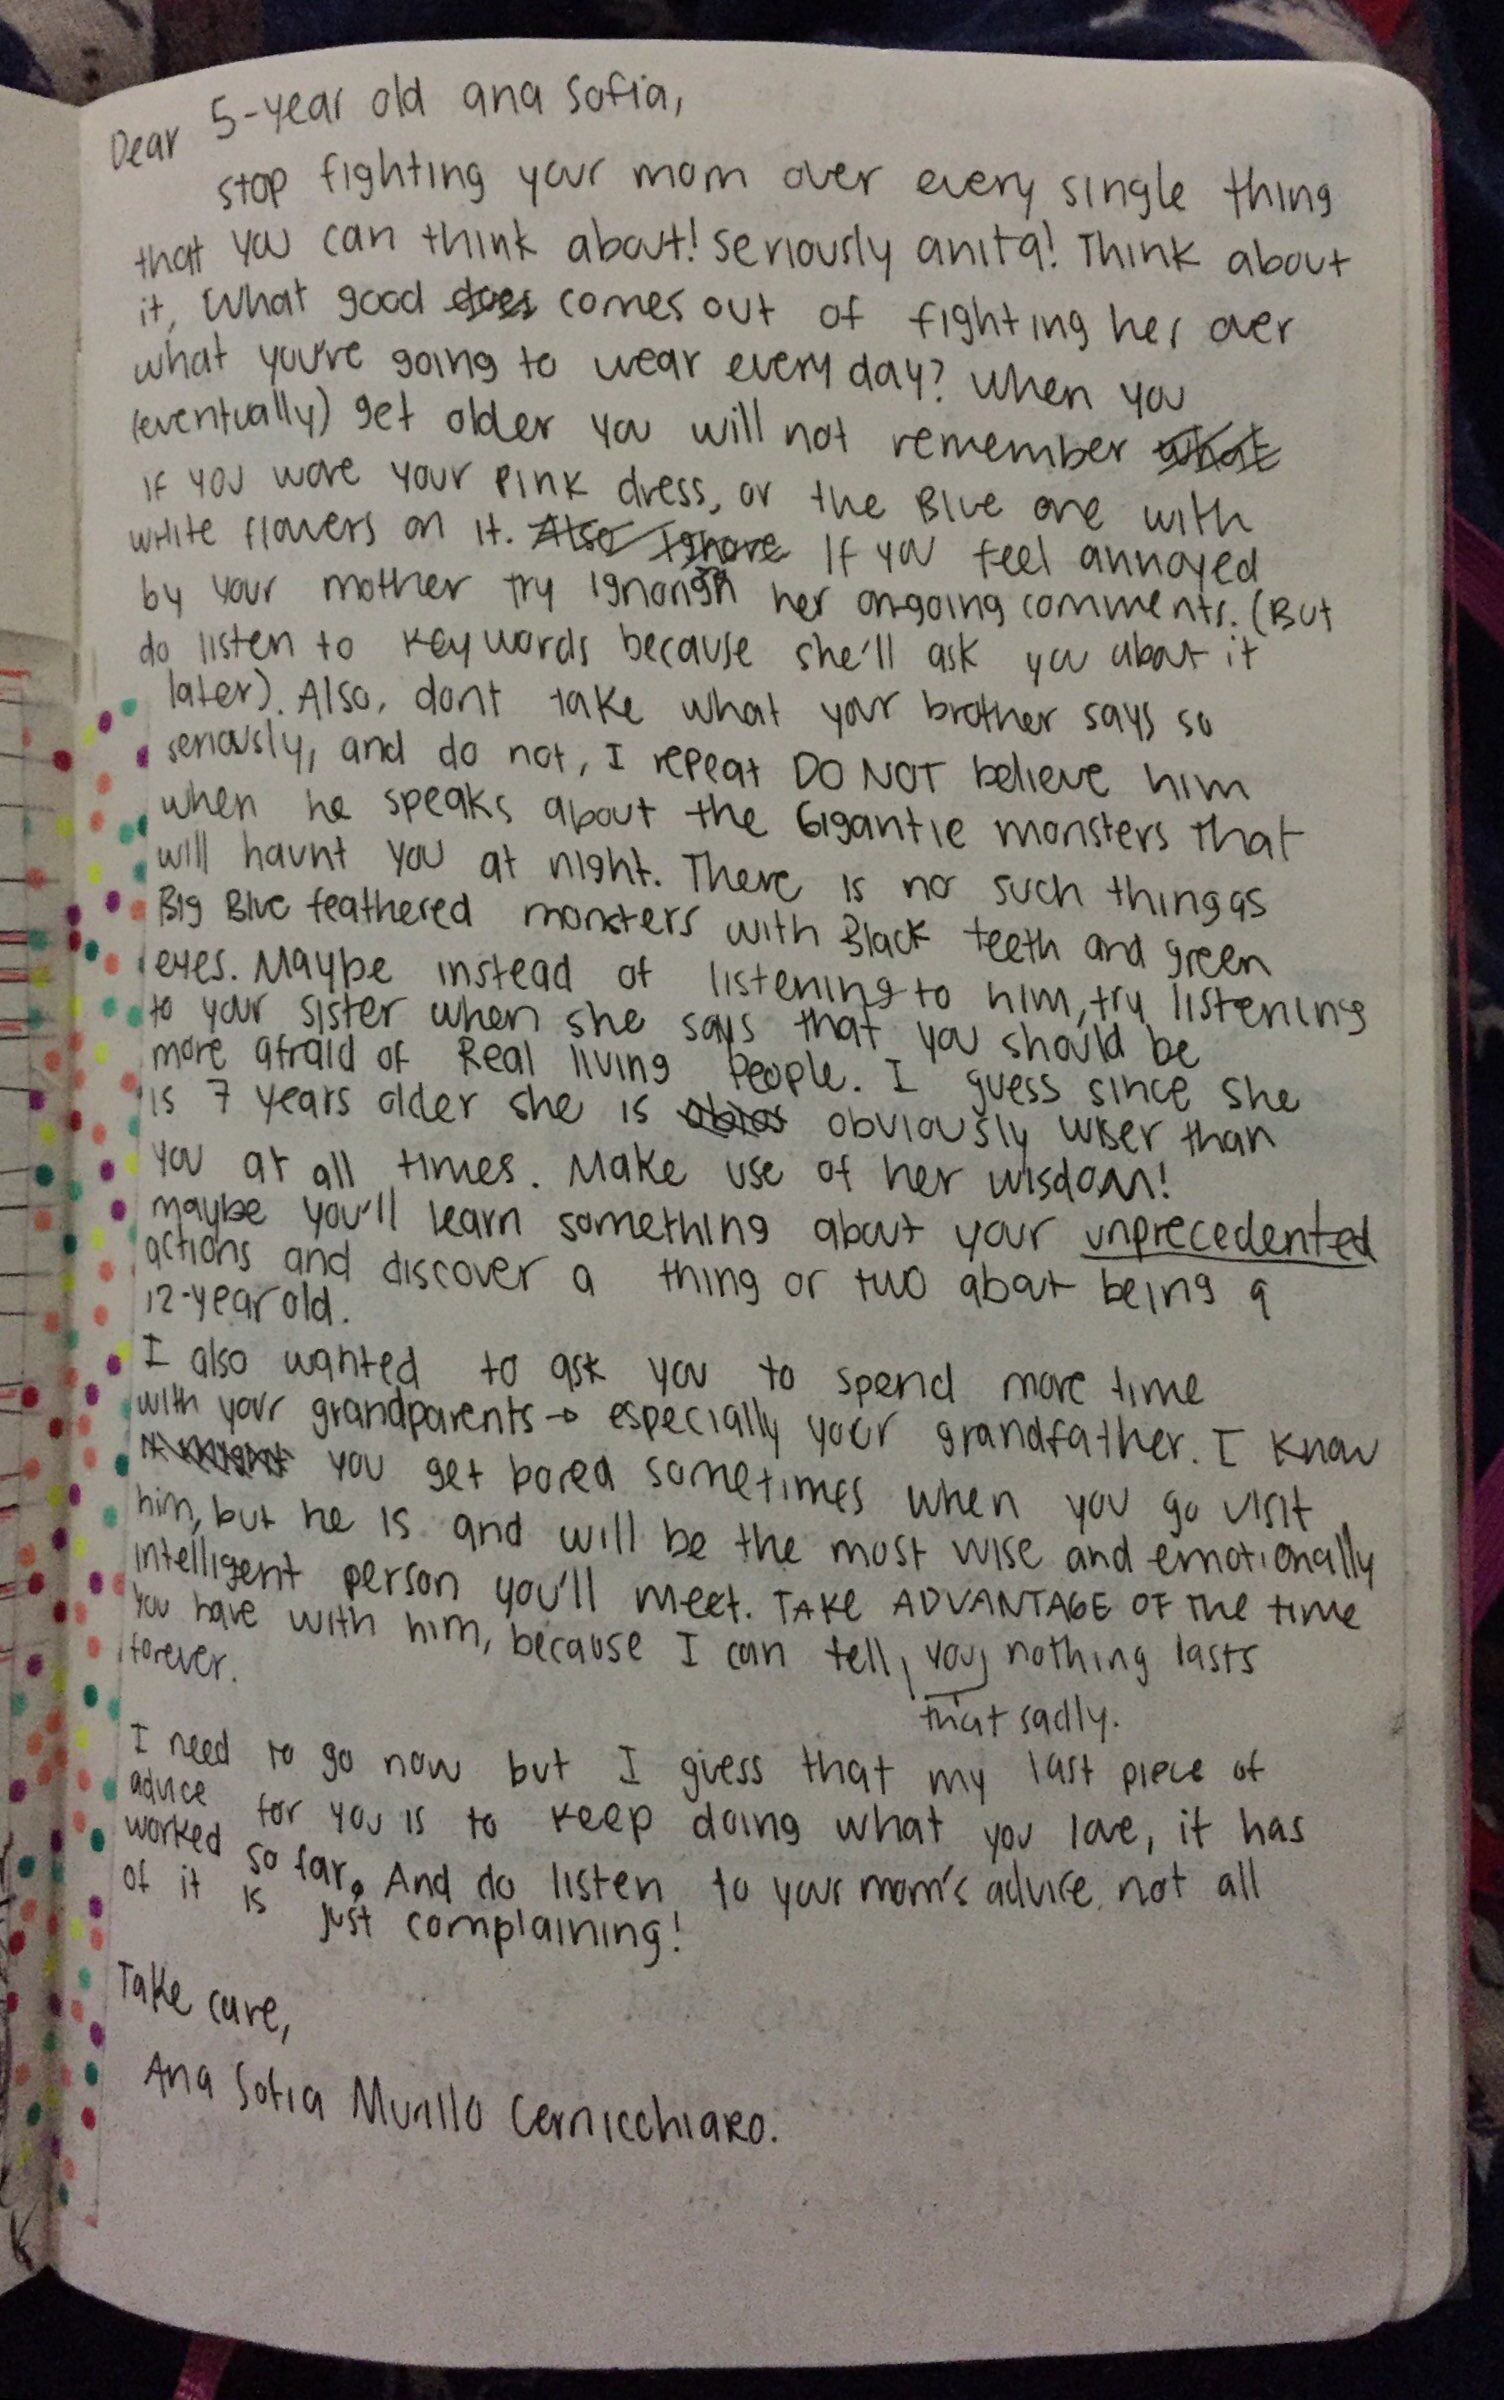 Dear 5-year old ana sofia,
stop fighting your mom over every single thing
that you can think about! seriously anita! Think about
it, what good does comes out of fighting her over
what you're going to wear every day? when you
(eventually) get older you will not remember what
if you wore your pink dress, or the Blue one with
white flowers on it. Also Ignore If you feel annoyed
by your mother try ignoring her on-going comments. (But
do listen to key words because she'll ask you about it
later). Also, dont take what your brother says so
seriously, and do not, I repeat DO NOT believe him
when he speaks about the Gigantic monsters that
will haunt you at night. There is no such thing as
Big Blue feathered monsters with Black teeth and green
eyes. Maybe instead of listening to him, try listening
to your sister when she says that you should be
more afraid of Real living People. I guess since she
is 7 years older she is obios obviously wiser than
you at all times. Make use of her wisdom!
maybe you'll learn something about your unprecedented
actions and discover a thing or two about being a
12-year old.
I also wanted to ask you to spend more time
with your grandparents → especially your grandfather. I know
it might you get bored sometimes when you go visit
him, but he is and will be the most wise and emotionally
intelligent person you'll meet. TAKE ADVANTAGE OF THE time
you have with him, because I can tell, you, nothing lasts
forever.
that sadly.
I need to go now but I guess that my last piece of
advice for you is to keep doing what you love, it has
worked so far. And do listen to your mom's advice, not all
of it is just complaining!
Take care,
Ana Sofia Murillo Cernicchiaro.